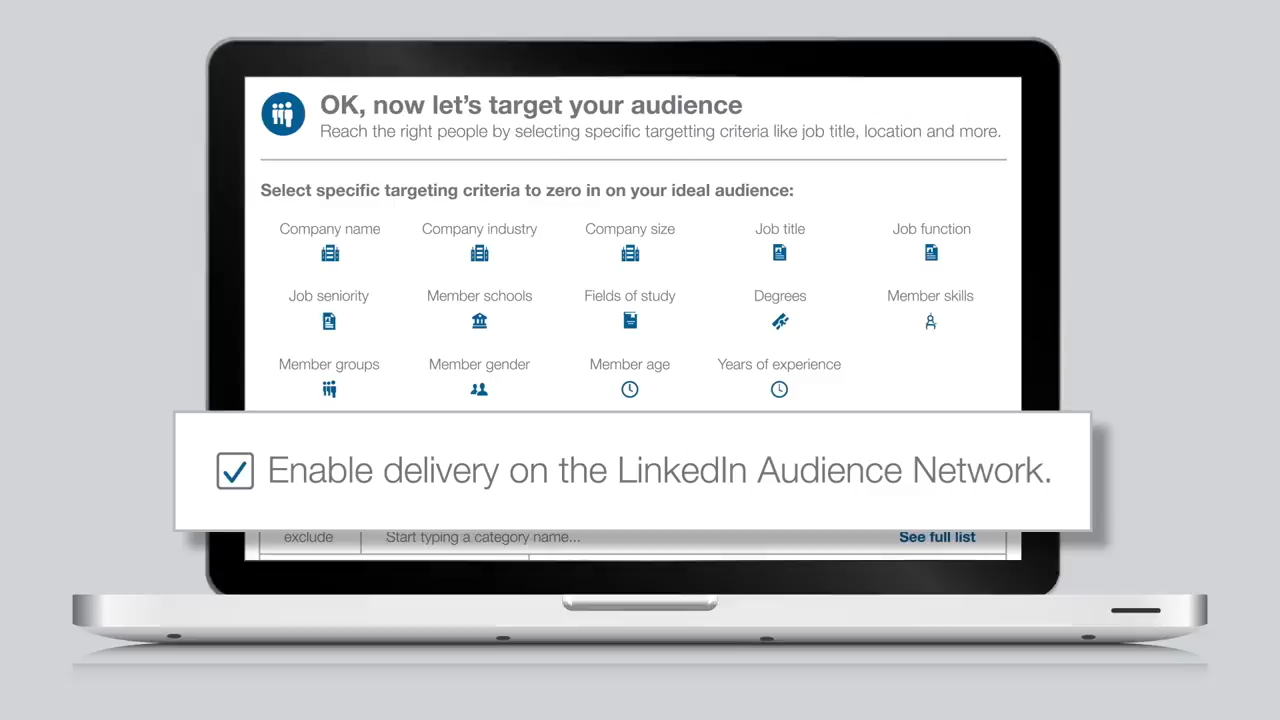 OK, now let's target your audience
Reach the right people by selecting specific targetting criteria like job title, location and more.
Select specific targeting criteria to zero in on your ideal audience:
Company name Company industry Company size Job title Job function
Job seniority Member schools Fields of study Degrees Member skills
Member groups Member gender Member age Years of experience
Enable delivery on the LinkedIn Audience Network.
exclude Start typing a category name... See full list